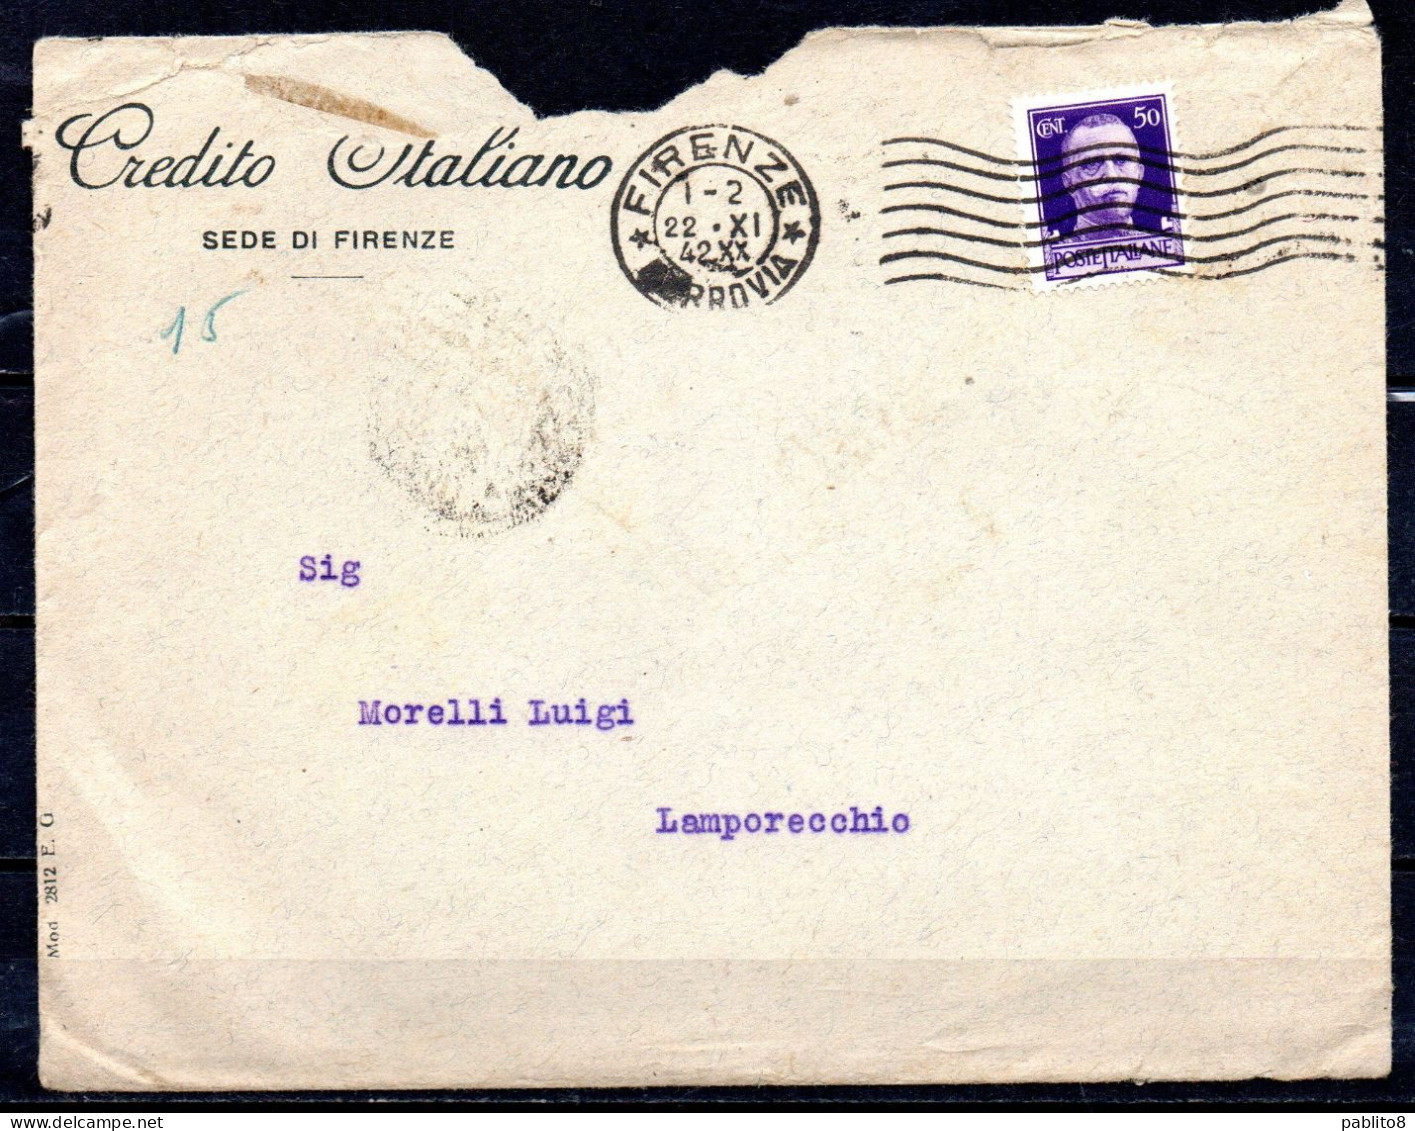 Credito Italiano
SEDE DI FIRENZE
15
FIRENZE
1-2
22·XI
42.XX
RROVIA
CENT. 50
POSTE ITALIANE
Sig
Morelli Luigi
Lamporecchio
Mod 2812 E. G
pablito8